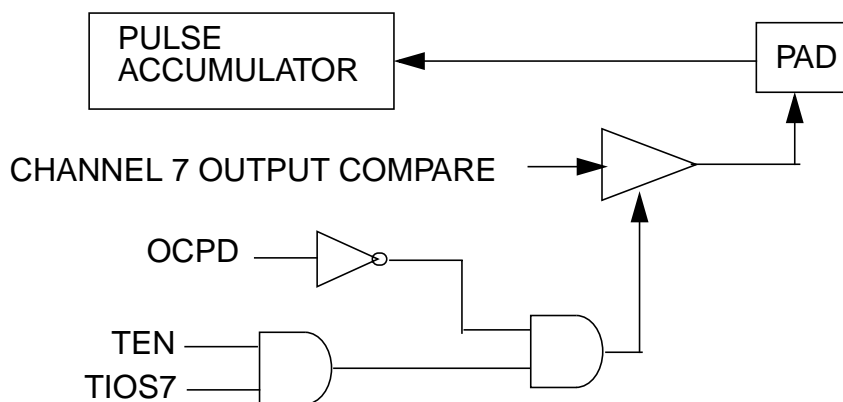 PULSE
ACCUMULATOR
PAD
CHANNEL 7 OUTPUT COMPARE
OCPD
TEN
TIOS7